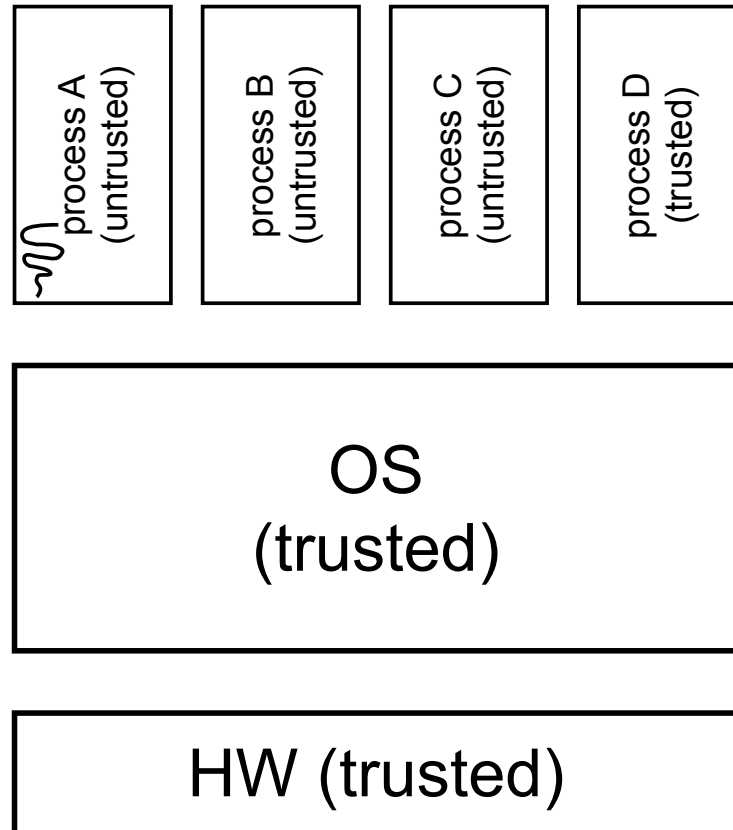 process A
(untrusted)
process B
(untrusted)
process C
(untrusted)
process D
(trusted)
OS
(trusted)
HW (trusted)